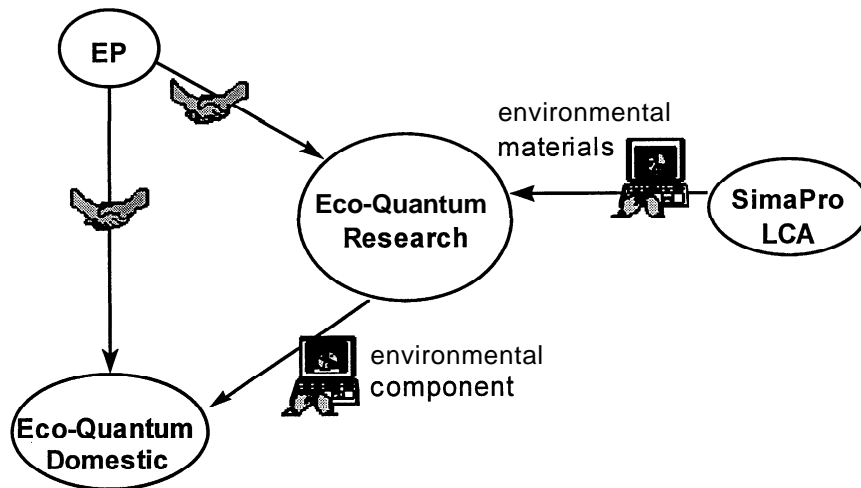 EP
environmental
materials
SimaPro
LCA
Eco-Quantum
Research
environmental
component
Eco-Quantum
Domestic